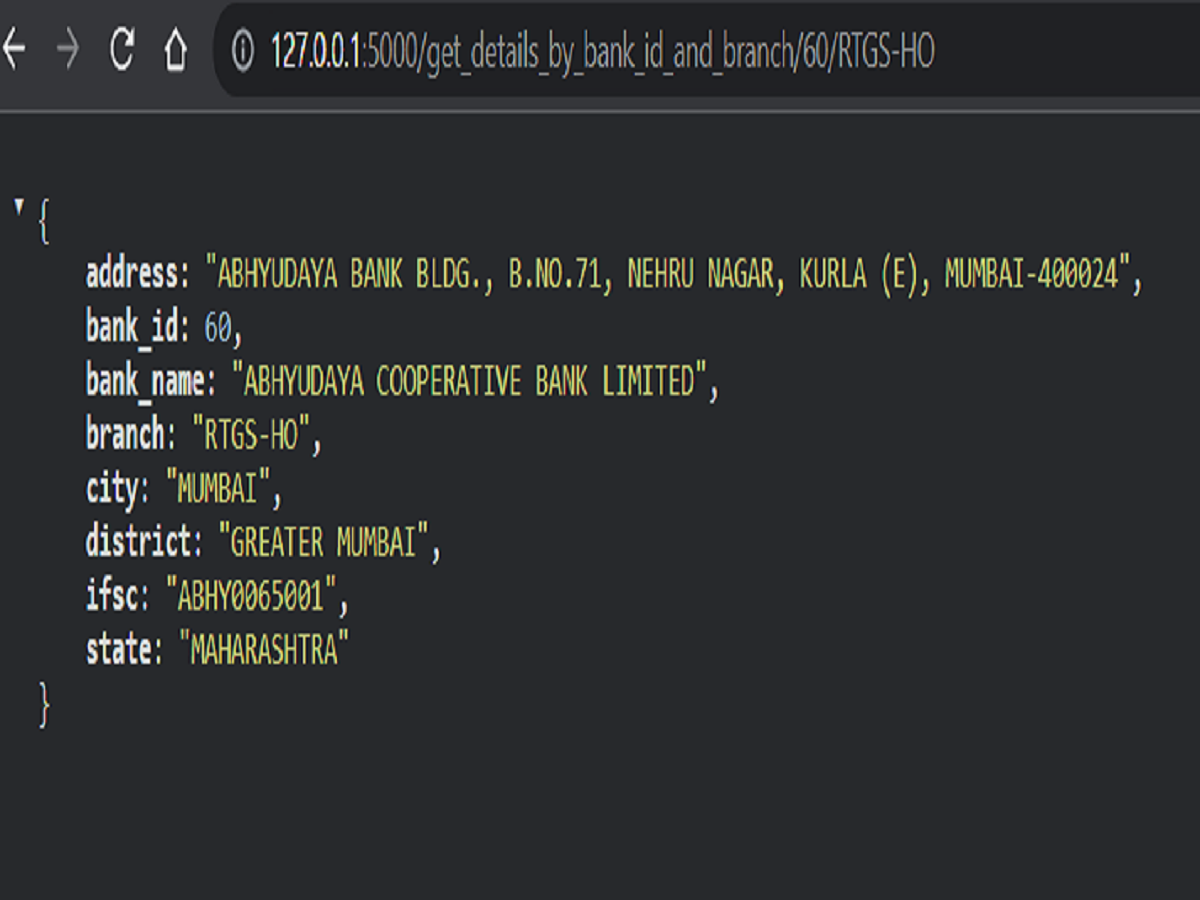 127.0.0.1:5000/get_details_by_bank_id_and_branch/60/RTGS-HO
{
address: "ABHYUDAYA BANK BLDG., B.NO.71, NEHRU NAGAR, KURLA (E), MUMBAI-400024",
bank_id: 60,
bank_name: "ABHYUDAYA COOPERATIVE BANK LIMITED",
branch: "RTGS-HO",
city: "MUMBAI",
district: "GREATER MUMBAI",
ifsc: "ABHY0065001",
state: "MAHARASHTRA"
}